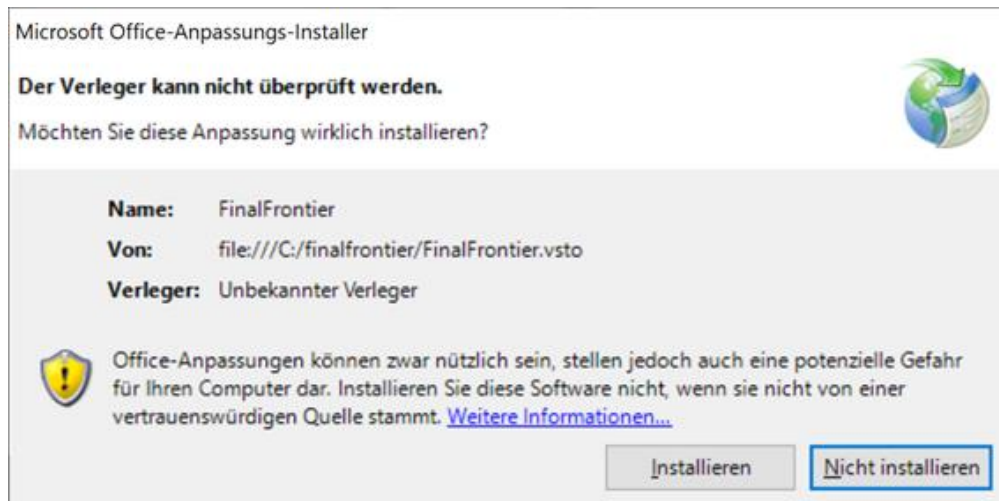 Microsoft Office-Anpassungs-Installer
Der Verleger kann nicht überprüft werden.
Möchten Sie diese Anpassung wirklich installieren?
Name: FinalFrontier
Von: file:///C:/finalfrontier/FinalFrontier.vsto
Verleger: Unbekannter Verleger
Office-Anpassungen können zwar nützlich sein, stellen jedoch auch eine potenzielle Gefahr
für Ihren Computer dar. Installieren Sie diese Software nicht, wenn sie nicht von einer
vertrauenswürdigen Quelle stammt. Weitere Informationen...
Installieren Nicht installieren